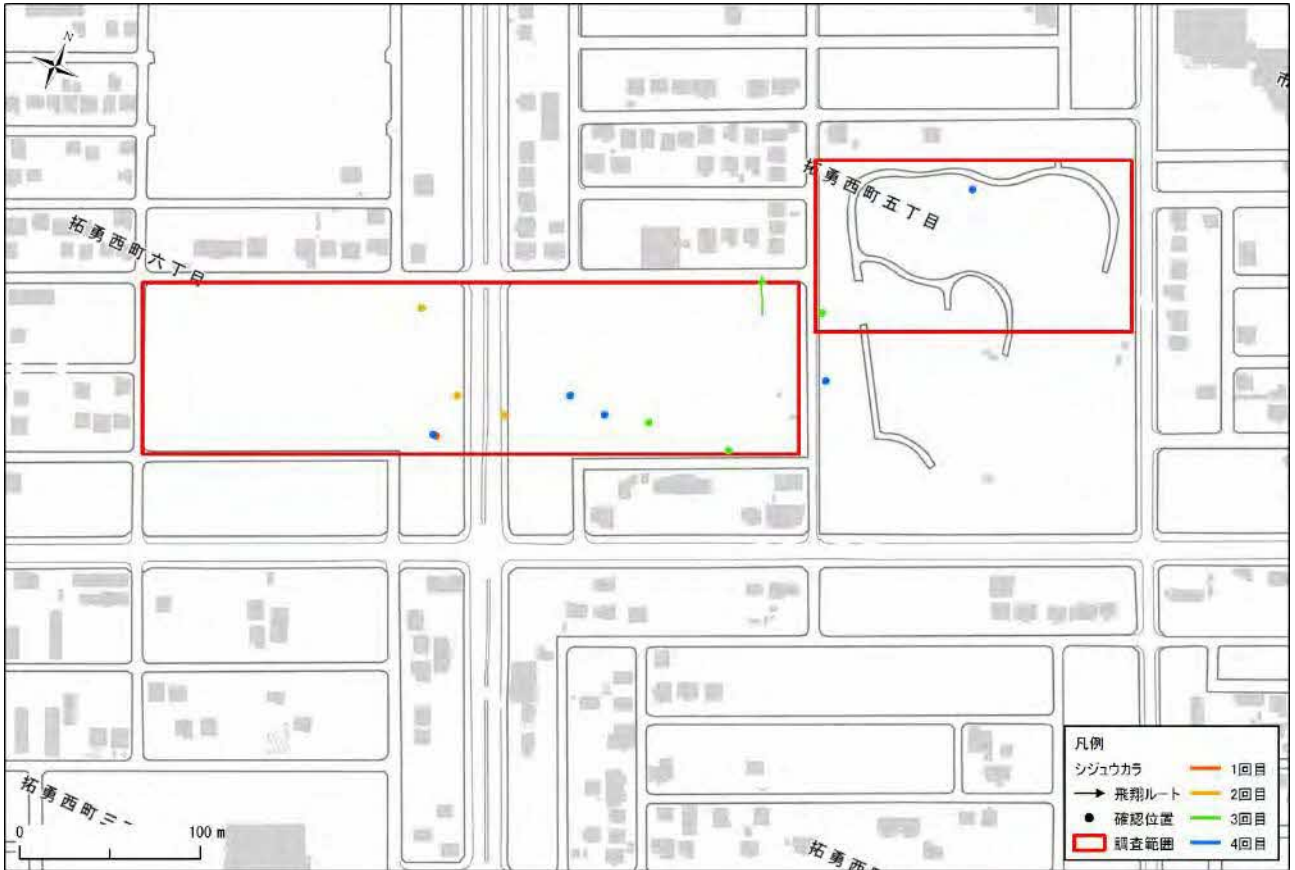 N
市
拓勇西町五丁目
拓勇西町六丁目
凡例
シジュウカラ
飛翔ルート
確認位置
調査範囲
1回目
2回目
3回目
4回目
拓勇西町
0 100 m
拓勇西